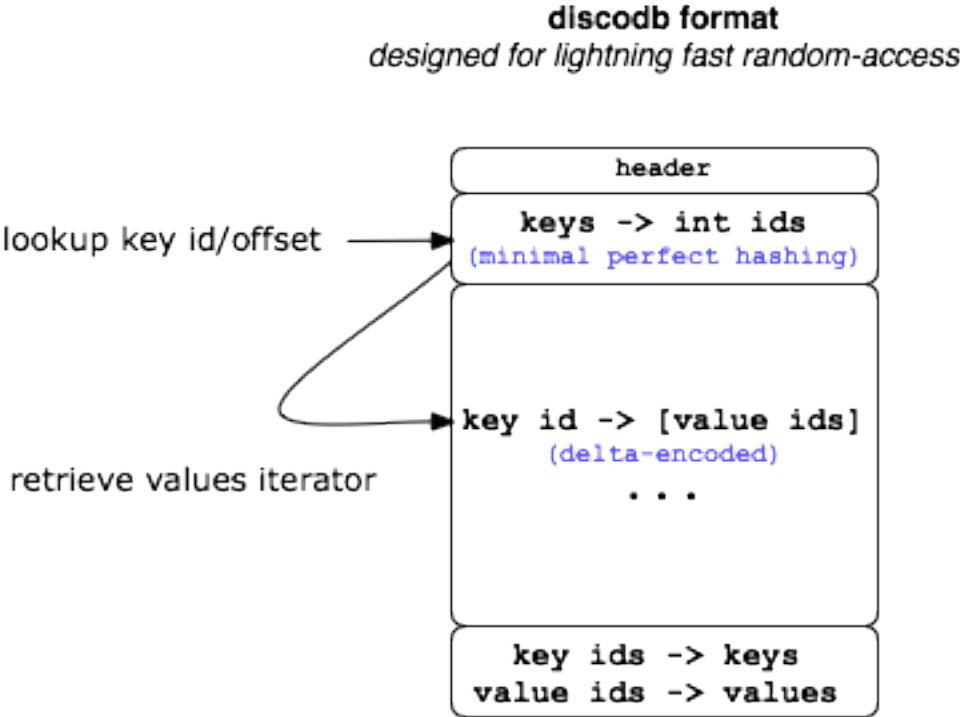 discodb format
designed for lightning fast random-access
header
lookup key id/offset
keys -> int ids
(minimal perfect hashing)
key id -> [value ids]
(delta-encoded)
...
retrieve values iterator
key ids -> keys
value ids -> values